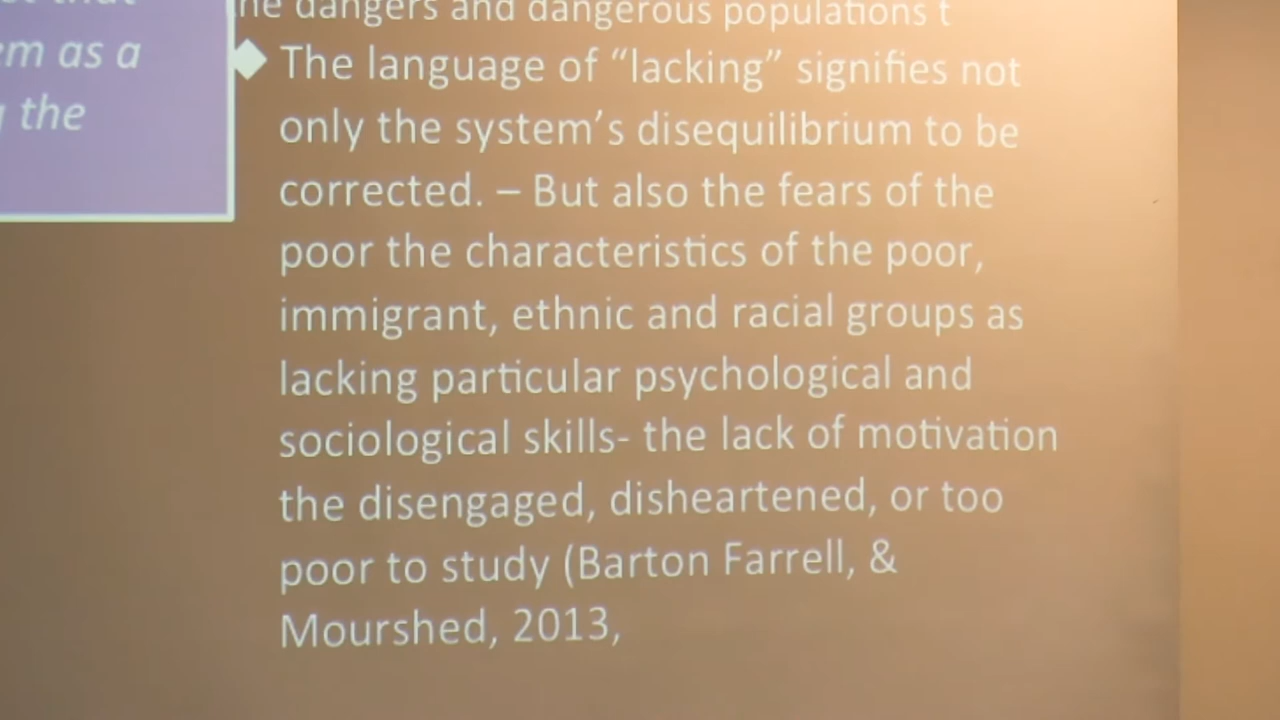 em as a
the
dangers and dangerous populations t
The language of “lacking” signifies not
only the system’s disequilibrium to be
corrected. – But also the fears of the
poor the characteristics of the poor,
immigrant, ethnic and racial groups as
lacking particular psychological and
sociological skills- the lack of motivation
the disengaged, disheartened, or too
poor to study (Barton Farrell, &
Mourshed, 2013,